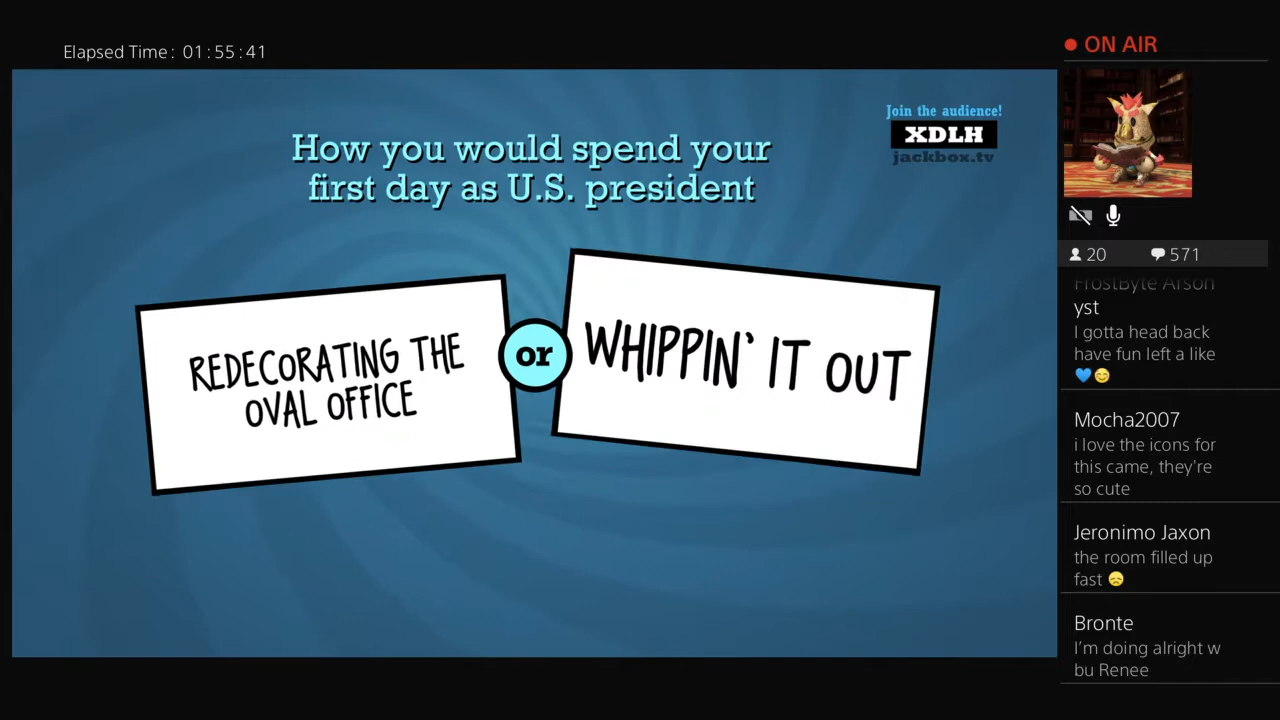 Elapsed Time: 01:55:41
ON AIR
Join the audience!
XDLH
jackbox.tv
How you would spend your
first day as U.S. president
REDECORATING THE
OVAL OFFICE
or
WHIPPIN' IT OUT
20 571
FrostByte Arson
yst
I gotta head back
have fun left a like
💙😊
Mocha2007
i love the icons for
this came, they're
so cute
Jeronimo Jaxon
the room filled up
fast 😞
Bronte
I'm doing alright w
bu Renee